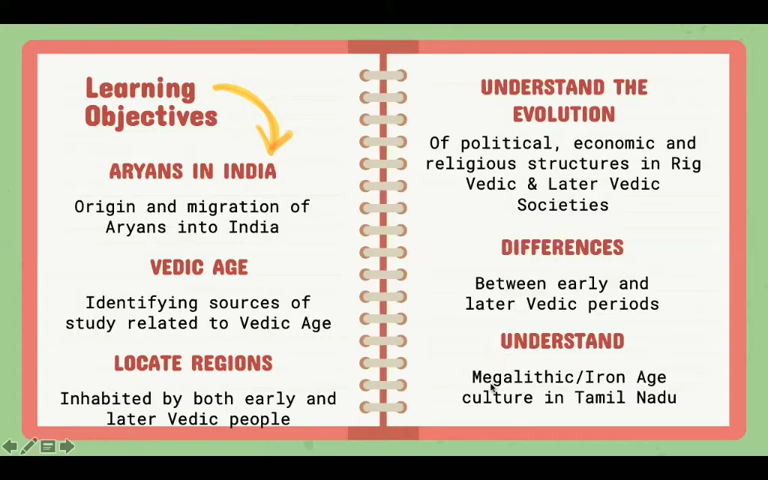 Learning
Objectives
ARYANS IN INDIA
Origin and migration of
Aryans into India
VEDIC AGE
Identifying sources of
study related to Vedic Age
LOCATE REGIONS
Inhabited by both early and
later Vedic people
UNDERSTAND THE
EVOLUTION
Of political, economic and
religious structures in Rig
Vedic & Later Vedic
Societies
DIFFERENCES
Between early and
later Vedic periods
UNDERSTAND
Megalithic/Iron Age
culture in Tamil Nadu